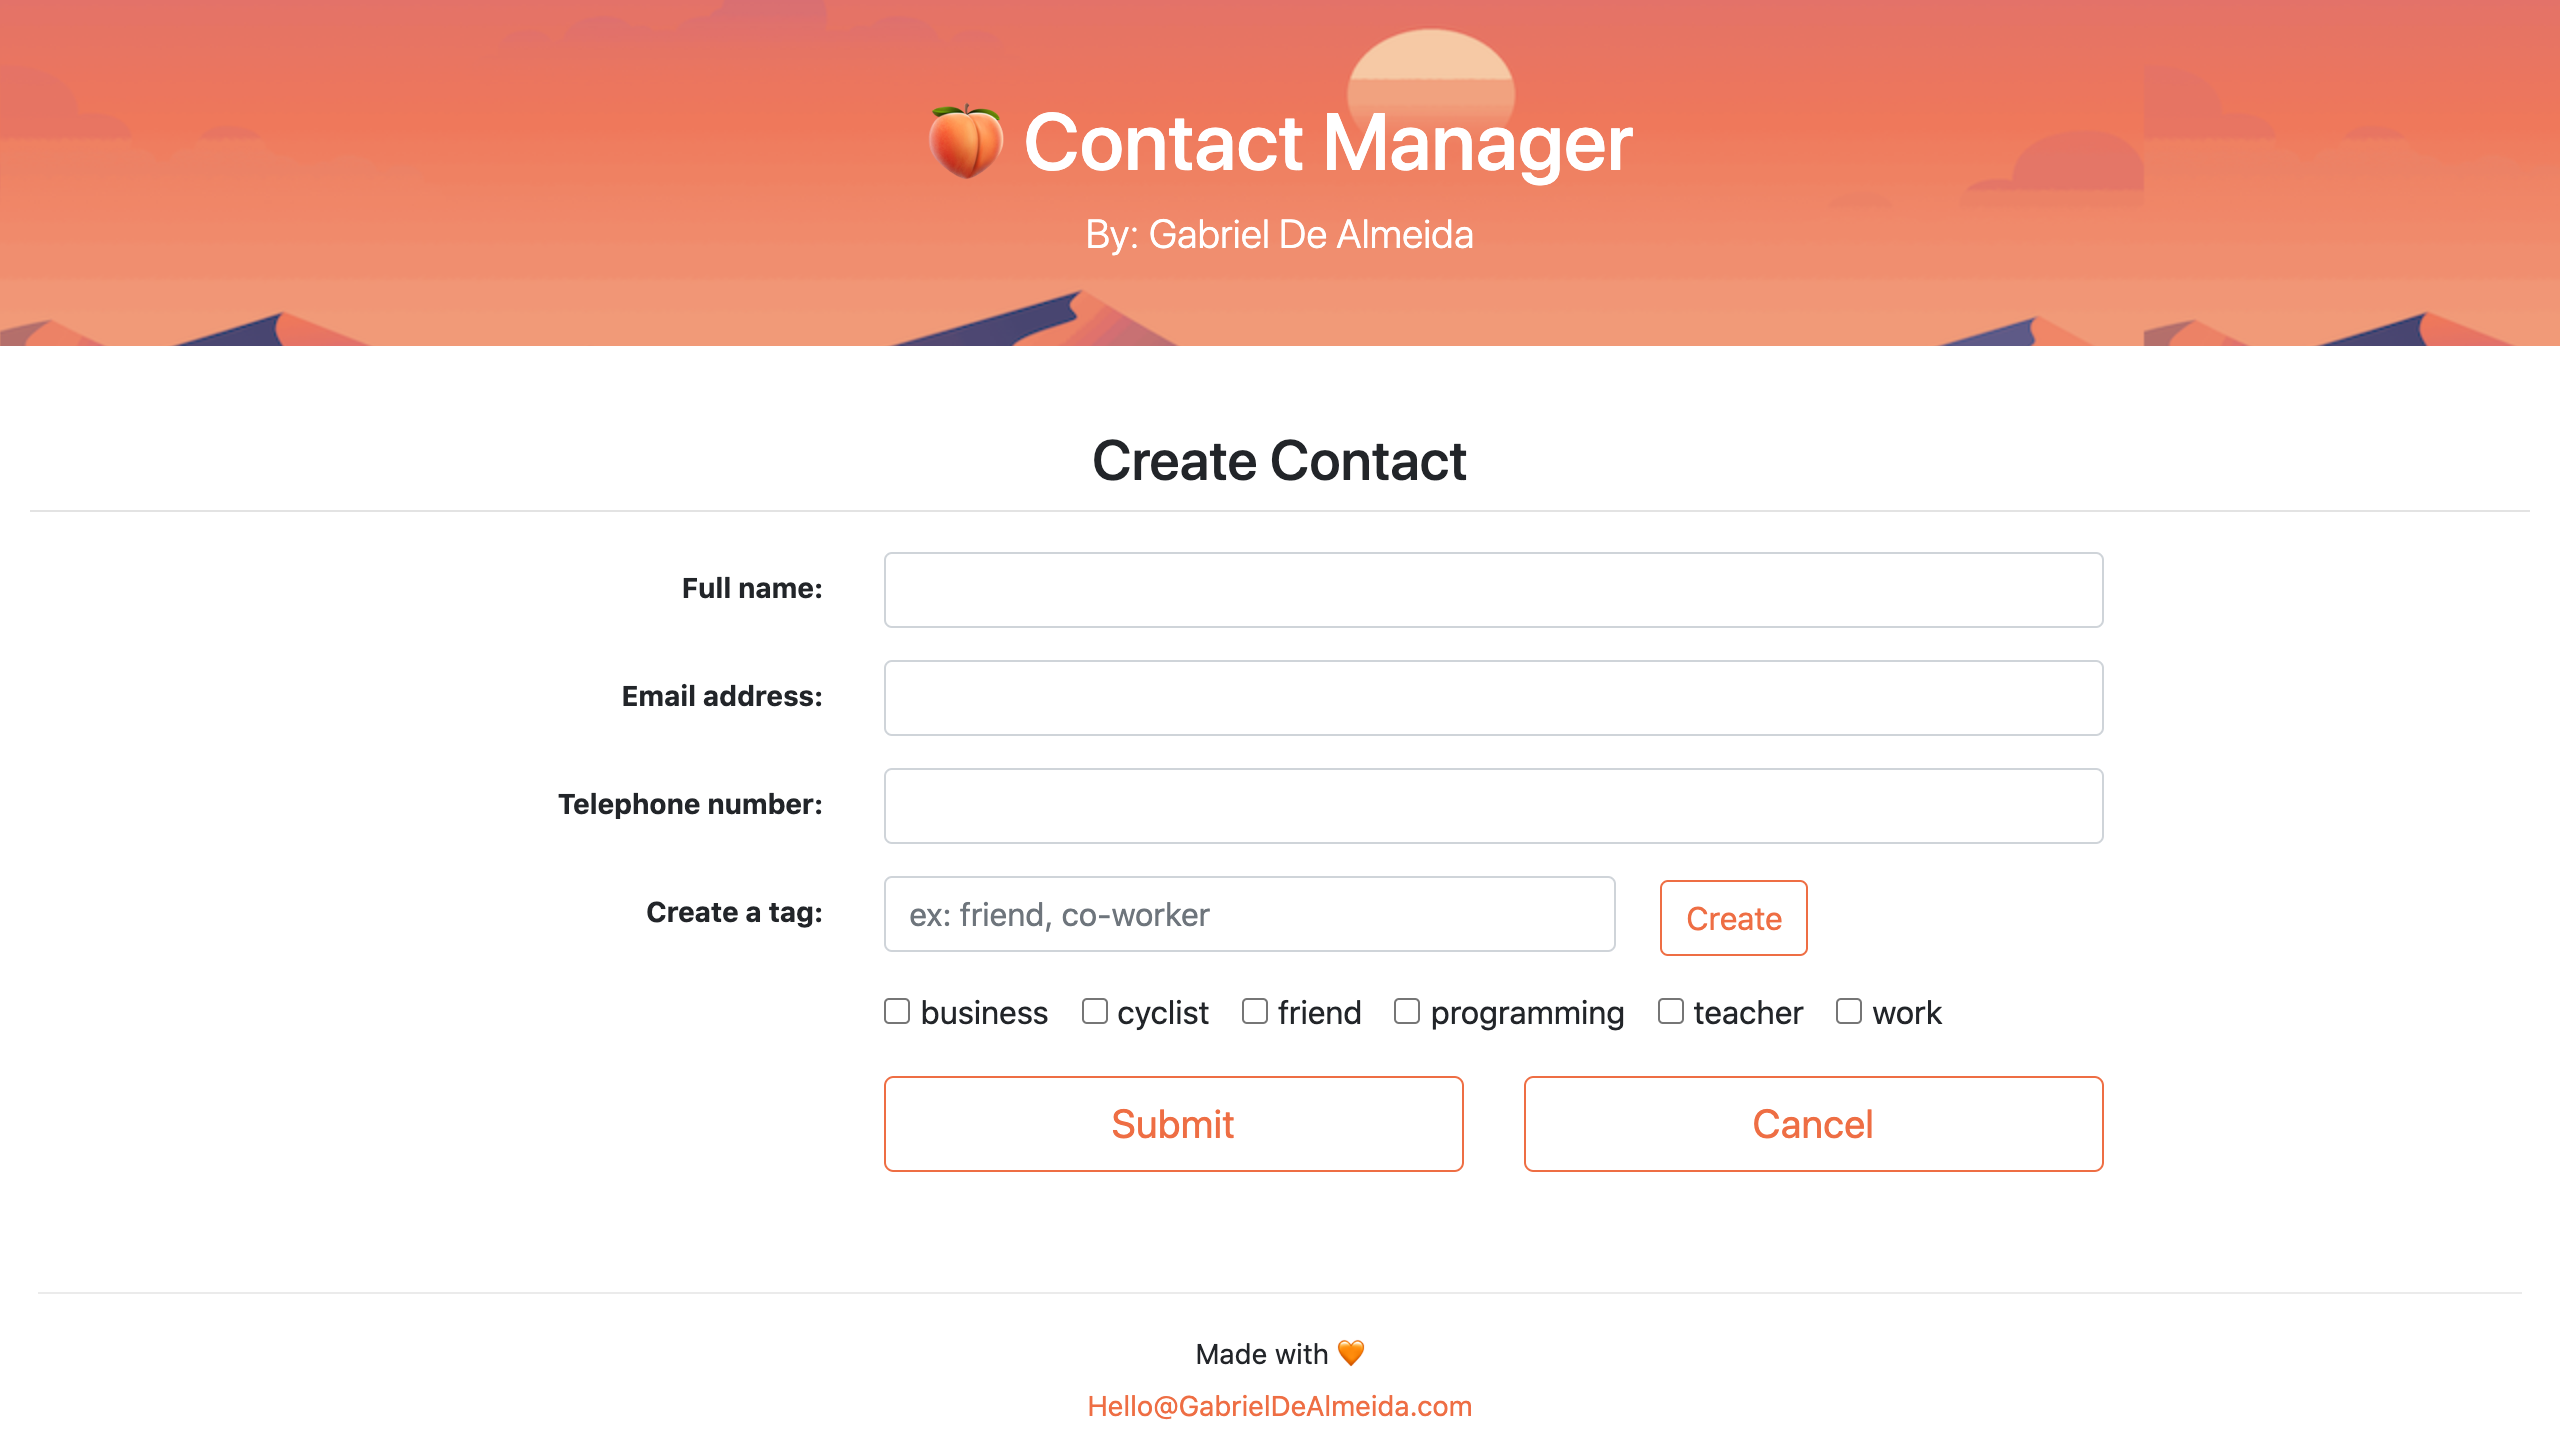 🍑 Contact Manager
By: Gabriel De Almeida
Create Contact
Full name:
Email address:
Telephone number:
Create a tag: ex: friend, co-worker Create
business cyclist friend programming teacher work
Submit Cancel
Made with 🧡
Hello@GabrielDeAlmeida.com